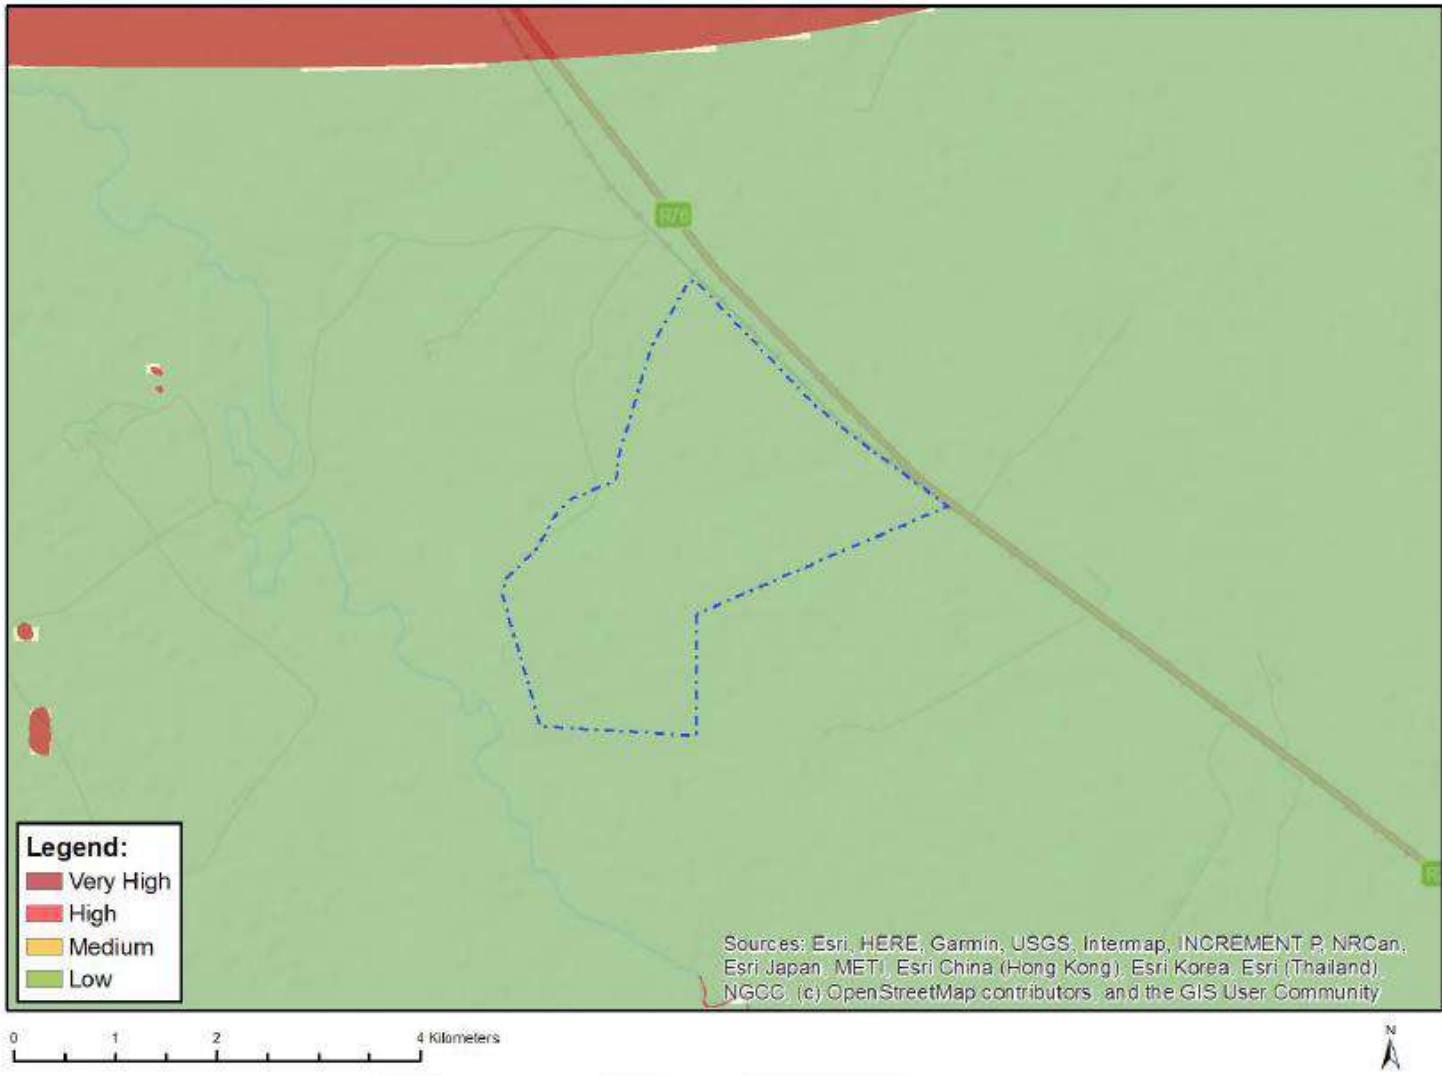 R76
Legend:
Very High
High
Medium
Low
Sources: Esri, HERE, Garmin, USGS, Intermap, INCREMENT P, NRCan,
Esri Japan, METI, Esri China (Hong Kong), Esri Korea, Esri (Thailand),
NGCC, (c) OpenStreetMap contributors, and the GIS User Community
0 1 2 4 Kilometers
N